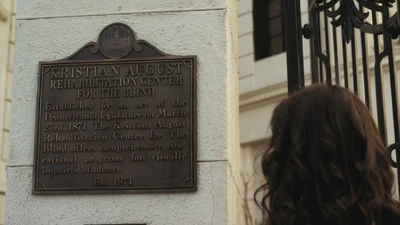 KRISTIAN AUGUST
REHABILITATION CENTER
FOR THE BLIND
Established by an act of the
Pennsylvania legislature on March
23rd, 1871. The Kristian August
Rehabilitation Center for The
Blind offers comprehensive edu-
cational programs for visually
impaired students.
Est. 1871